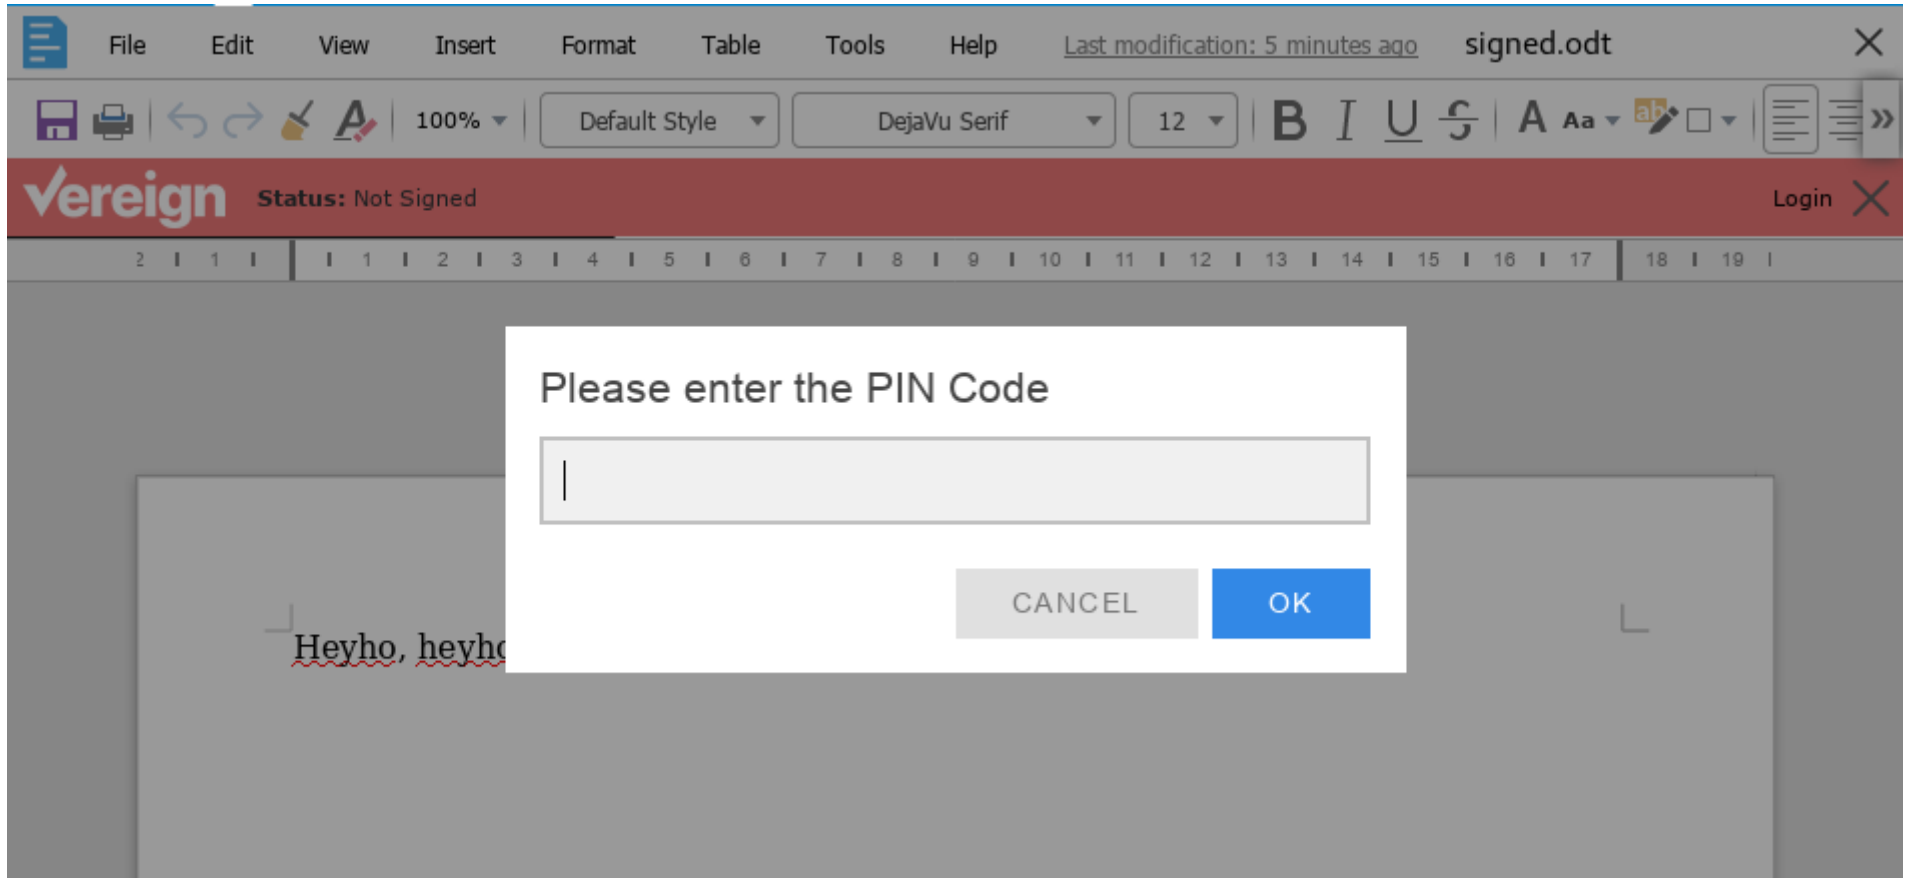 File Edit View Insert Format Table Tools Help Last modification: 5 minutes ago signed.odt
100% Default Style DejaVu Serif 12 B I U S A Aa ab »
Vereign Status: Not Signed Login
2 1 1 2 3 4 5 6 7 8 9 10 11 12 13 14 15 16 17 18 19
Please enter the PIN Code
CANCEL OK
Heyho, heyho